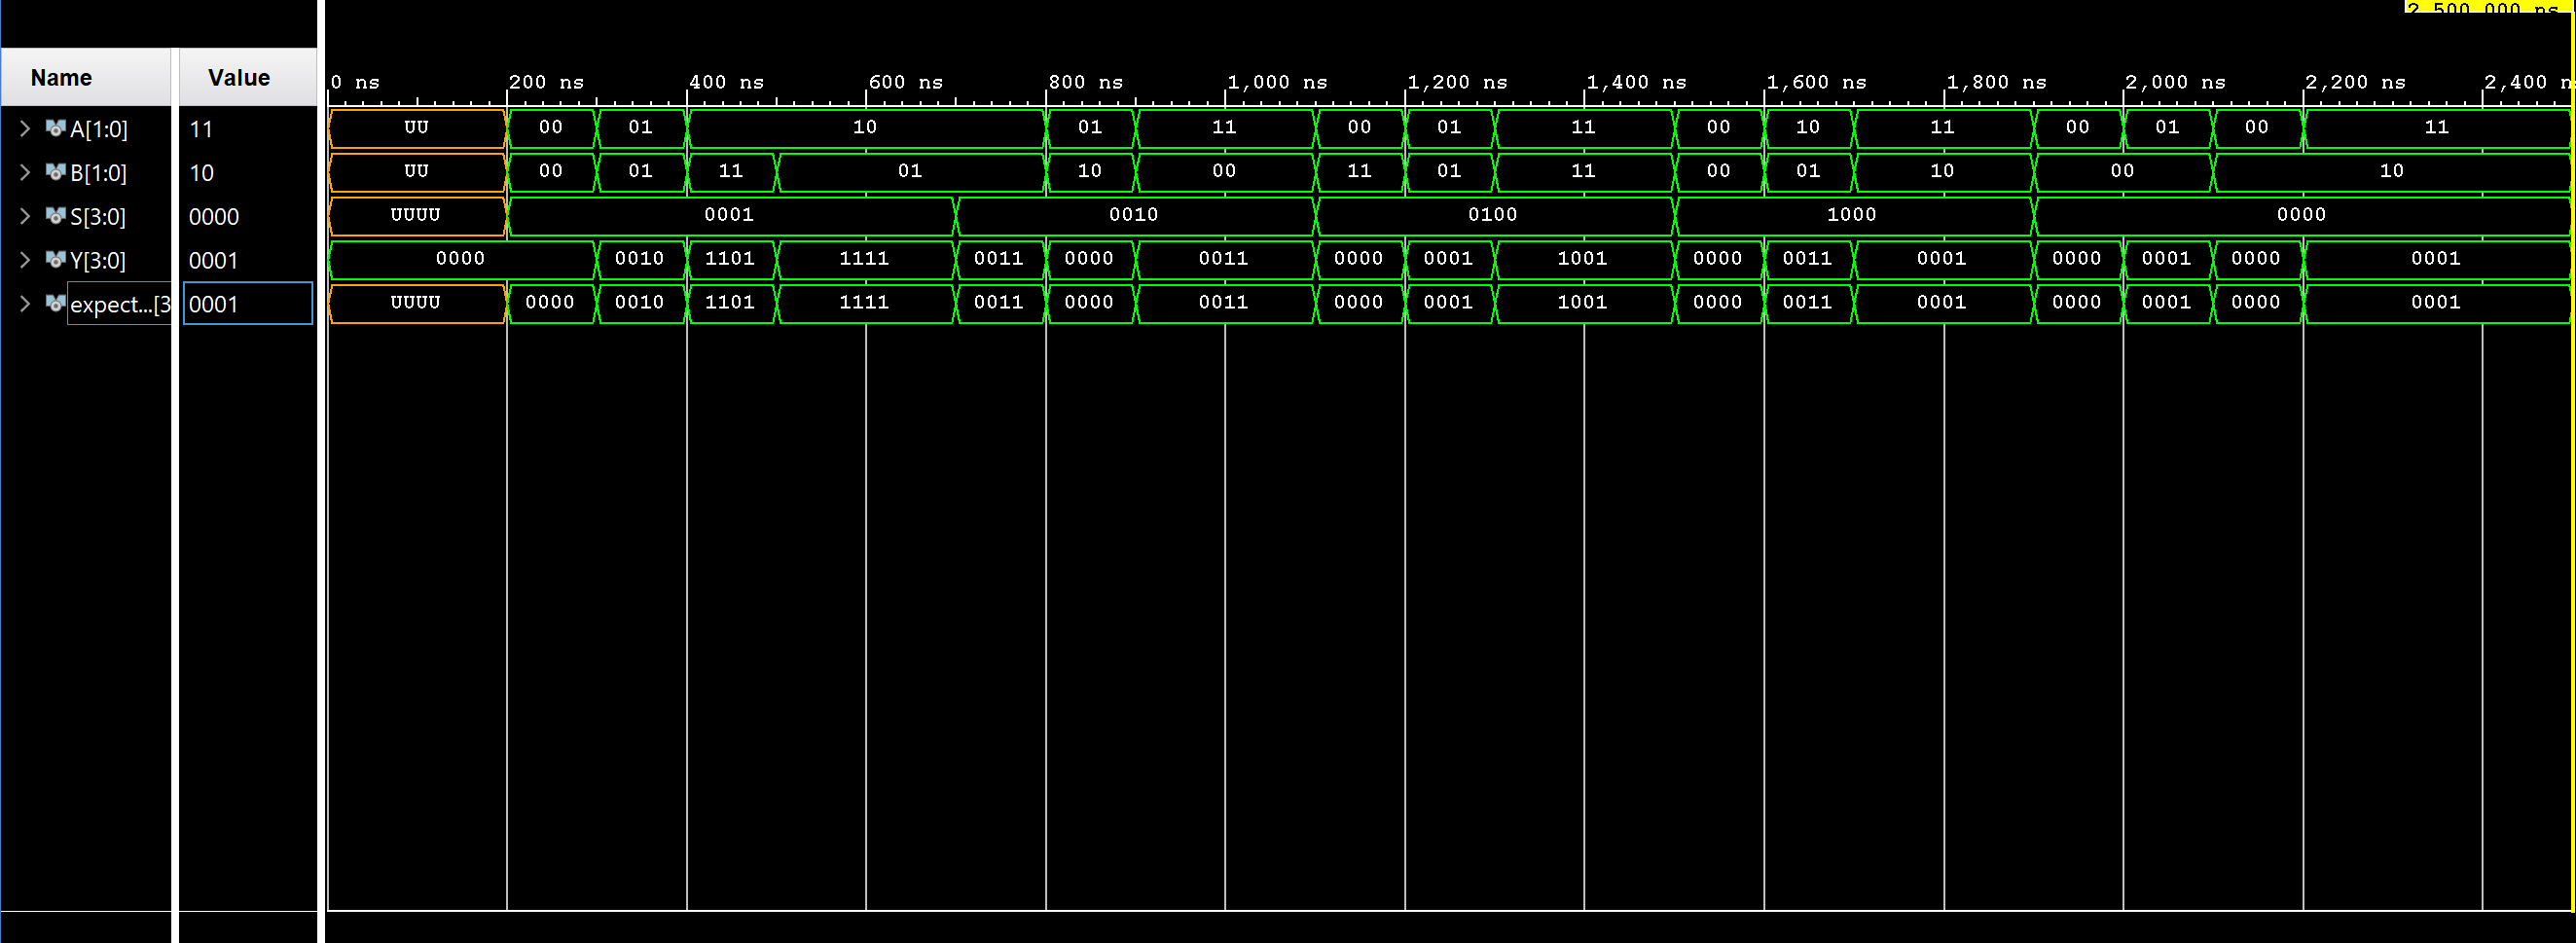 2,500.000 ns
Name Value
0 ns 200 ns 400 ns 600 ns 800 ns 1,000 ns 1,200 ns 1,400 ns 1,600 ns 1,800 ns 2,000 ns 2,200 ns 2,400 n
A[1:0] 11 UU 00 01 10 01 11 00 01 11 00 10 11 00 01 00 11
B[1:0] 10 UU 00 01 11 01 10 00 11 01 11 00 01 10 00 10
S[3:0] 0000 UUUU 0001 0010 0100 1000 0000
Y[3:0] 0001 0000 0010 1101 1111 0011 0000 0011 0000 0001 1001 0000 0011 0001 0000 0001 0000 0001
expect...[3 0001 UUUU 0000 0010 1101 1111 0011 0000 0011 0000 0001 1001 0000 0011 0001 0000 0001 0000 0001